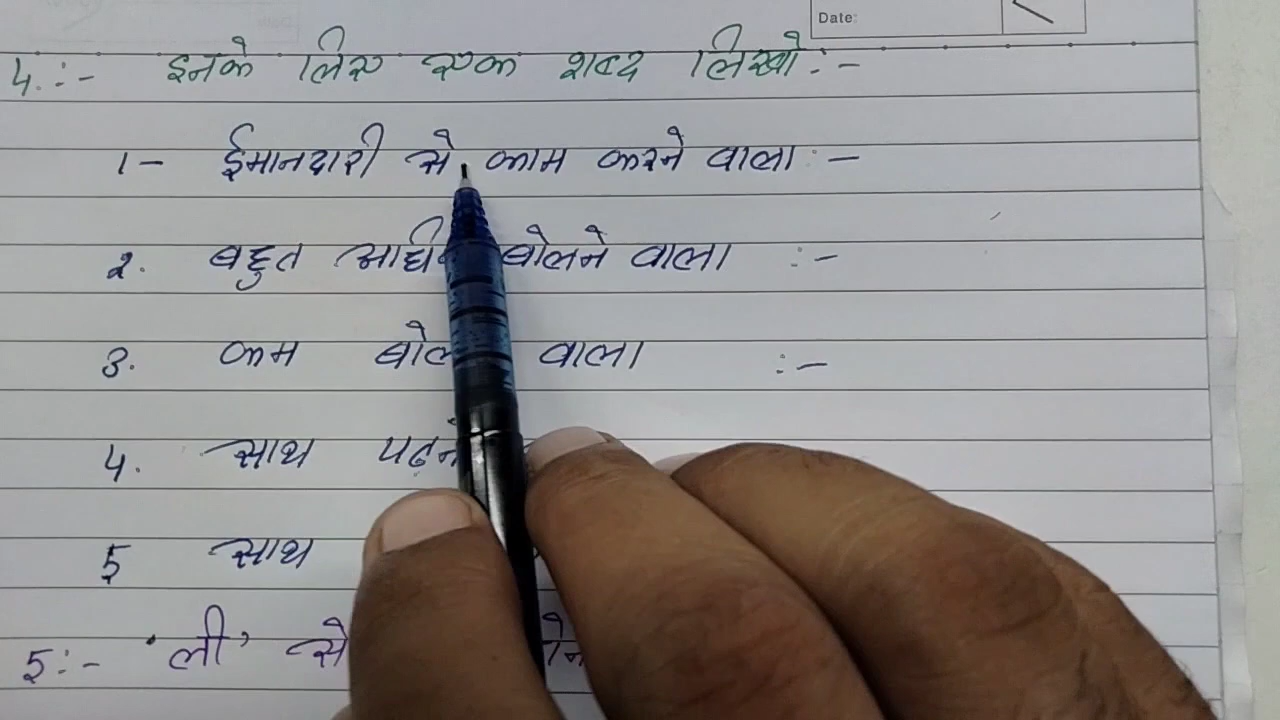 Date:
4.:- इनके लिए एक शब्द लिखो:-
1- ईमानदारी से काम करने वाला :-
2. बहुत बोलने वाला :-
3. कम वाला :-
4. साथ
5 साथ
5:- 'ली' से